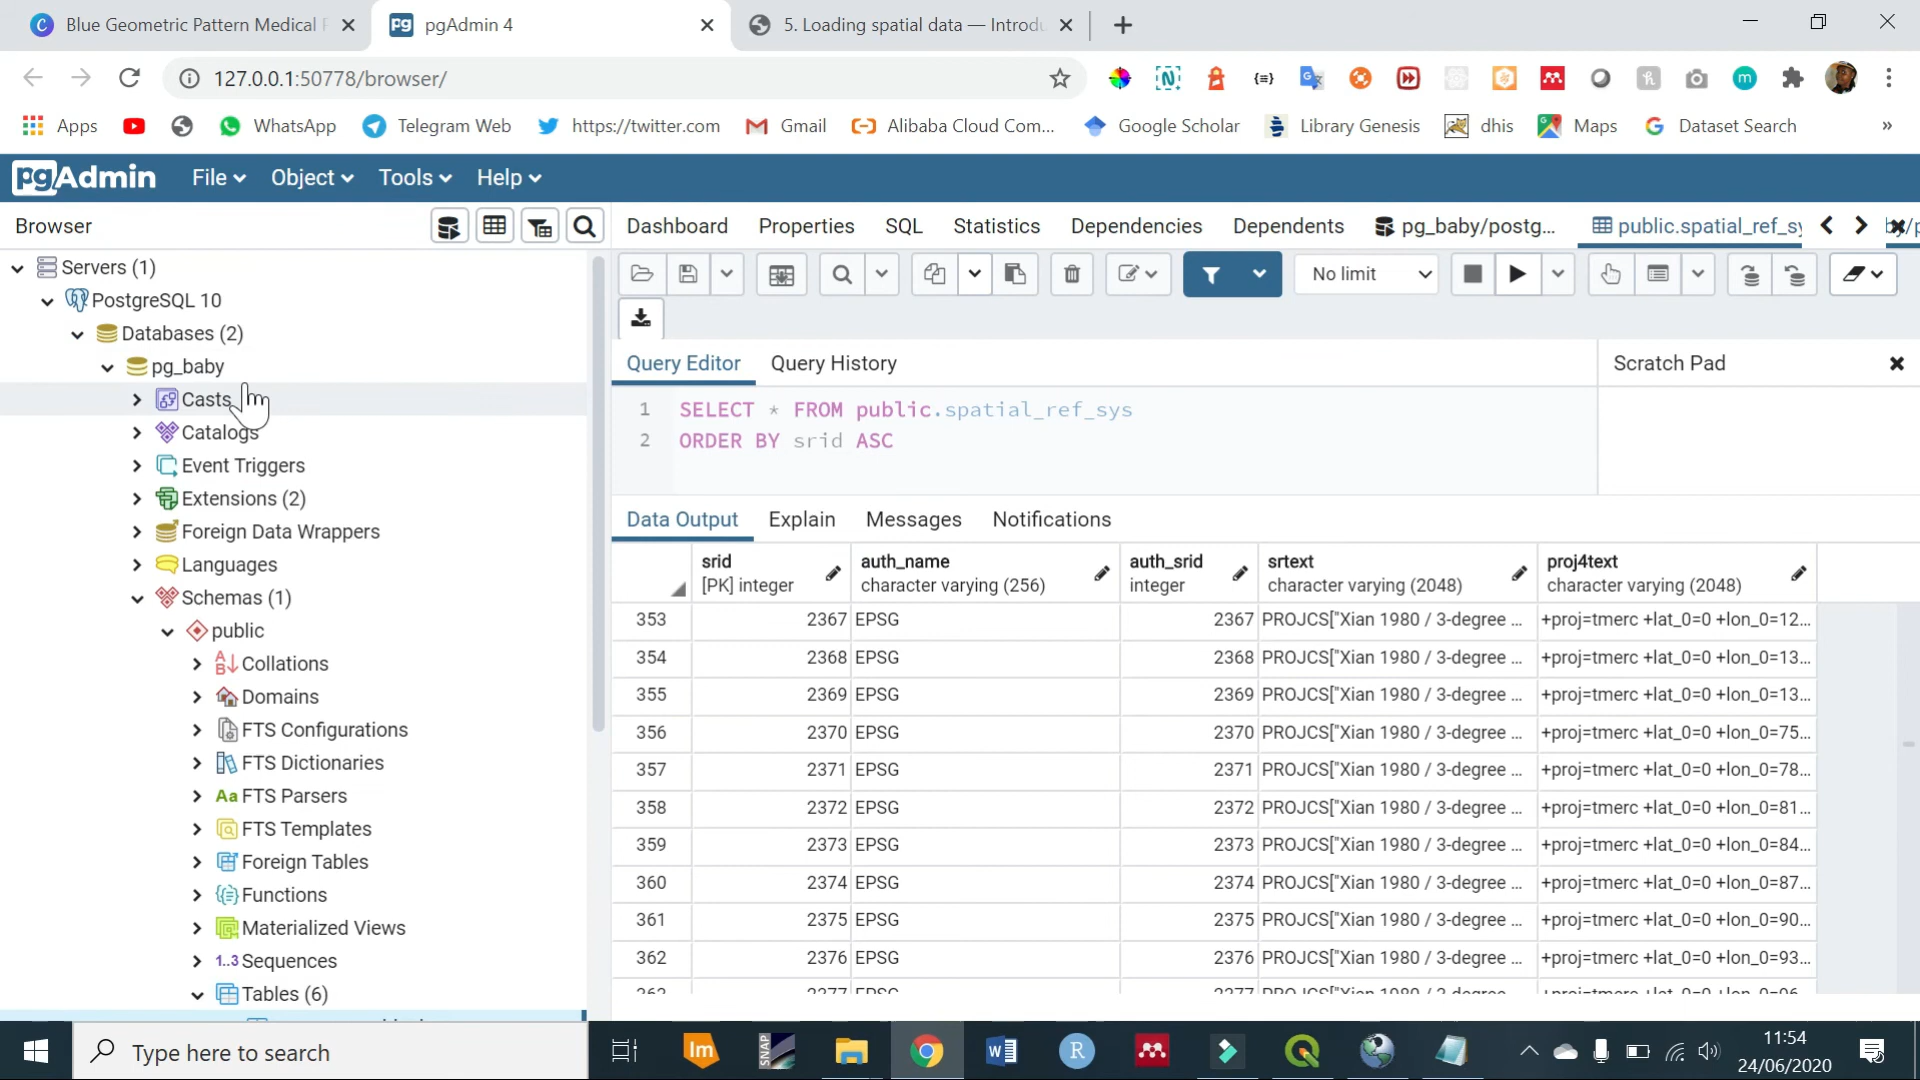 Blue Geometric Pattern Medical
pgAdmin 4
5. Loading spatial data — Introdu
127.0.0.1:50778/browser/
Apps
WhatsApp
Telegram Web
https://twitter.com
Gmail
Alibaba Cloud Com...
Google Scholar
Library Genesis
dhis
Maps
Dataset Search
»
pgAdmin
File
Object
Tools
Help
Browser
Dashboard
Properties
SQL
Statistics
Dependencies
Dependents
pg_baby/postg...
public.spatial_ref_sy
Servers (1)
PostgreSQL 10
Databases (2)
pg_baby
Casts
Catalogs
Event Triggers
Extensions (2)
Foreign Data Wrappers
Languages
Schemas (1)
public
Collations
Domains
FTS Configurations
FTS Dictionaries
Aa FTS Parsers
FTS Templates
Foreign Tables
Functions
Materialized Views
1..3 Sequences
Tables (6)
No limit
Query Editor
Query History
Scratch Pad
1 SELECT * FROM public.spatial_ref_sys
2 ORDER BY srid ASC
Data Output
Explain
Messages
Notifications
srid auth_name auth_srid srtext proj4text
[PK] integer character varying (256) integer character varying (2048) character varying (2048)
353 2367 EPSG 2367 PROJCS["Xian 1980 / 3-degree ... +proj=tmerc +lat_0=0 +lon_0=12...
354 2368 EPSG 2368 PROJCS["Xian 1980 / 3-degree ... +proj=tmerc +lat_0=0 +lon_0=13...
355 2369 EPSG 2369 PROJCS["Xian 1980 / 3-degree ... +proj=tmerc +lat_0=0 +lon_0=13...
356 2370 EPSG 2370 PROJCS["Xian 1980 / 3-degree ... +proj=tmerc +lat_0=0 +lon_0=75...
357 2371 EPSG 2371 PROJCS["Xian 1980 / 3-degree ... +proj=tmerc +lat_0=0 +lon_0=78...
358 2372 EPSG 2372 PROJCS["Xian 1980 / 3-degree ... +proj=tmerc +lat_0=0 +lon_0=81...
359 2373 EPSG 2373 PROJCS["Xian 1980 / 3-degree ... +proj=tmerc +lat_0=0 +lon_0=84...
360 2374 EPSG 2374 PROJCS["Xian 1980 / 3-degree ... +proj=tmerc +lat_0=0 +lon_0=87...
361 2375 EPSG 2375 PROJCS["Xian 1980 / 3-degree ... +proj=tmerc +lat_0=0 +lon_0=90...
362 2376 EPSG 2376 PROJCS["Xian 1980 / 3-degree ... +proj=tmerc +lat_0=0 +lon_0=93...
Type here to search
Im
SNAP
11:54
24/06/2020